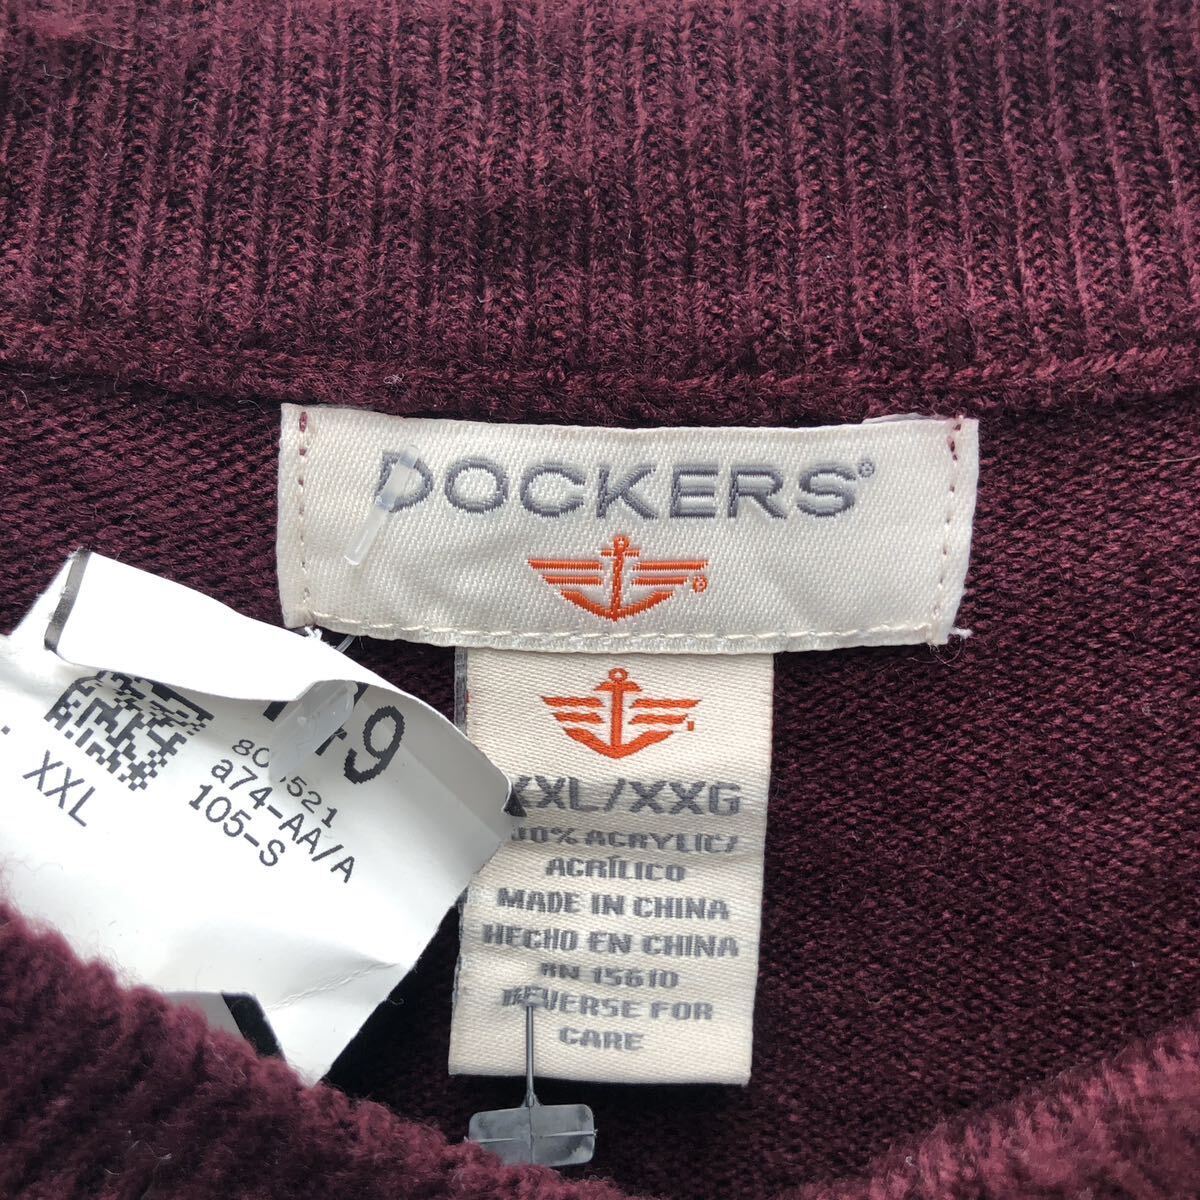 DOCKERS®
®
XXL/XXG
100% ACRYLIC/
ACRÍLICO
MADE IN CHINA
HECHO EN CHINA
RN 15610
REVERSE FOR
CARE
a74-AA/A
105-S
XXL